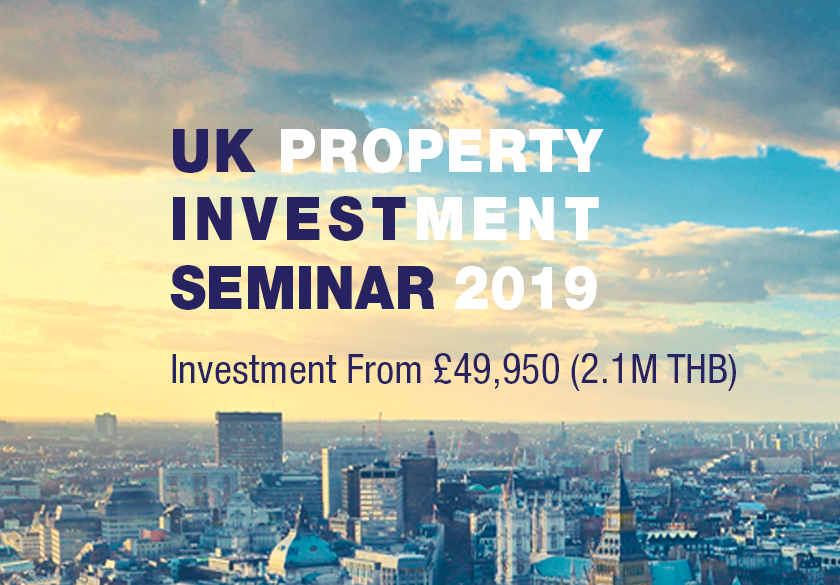 UK PROPERTY
INVESTMENT
SEMINAR 2019
Investment From £49,950 (2.1M THB)